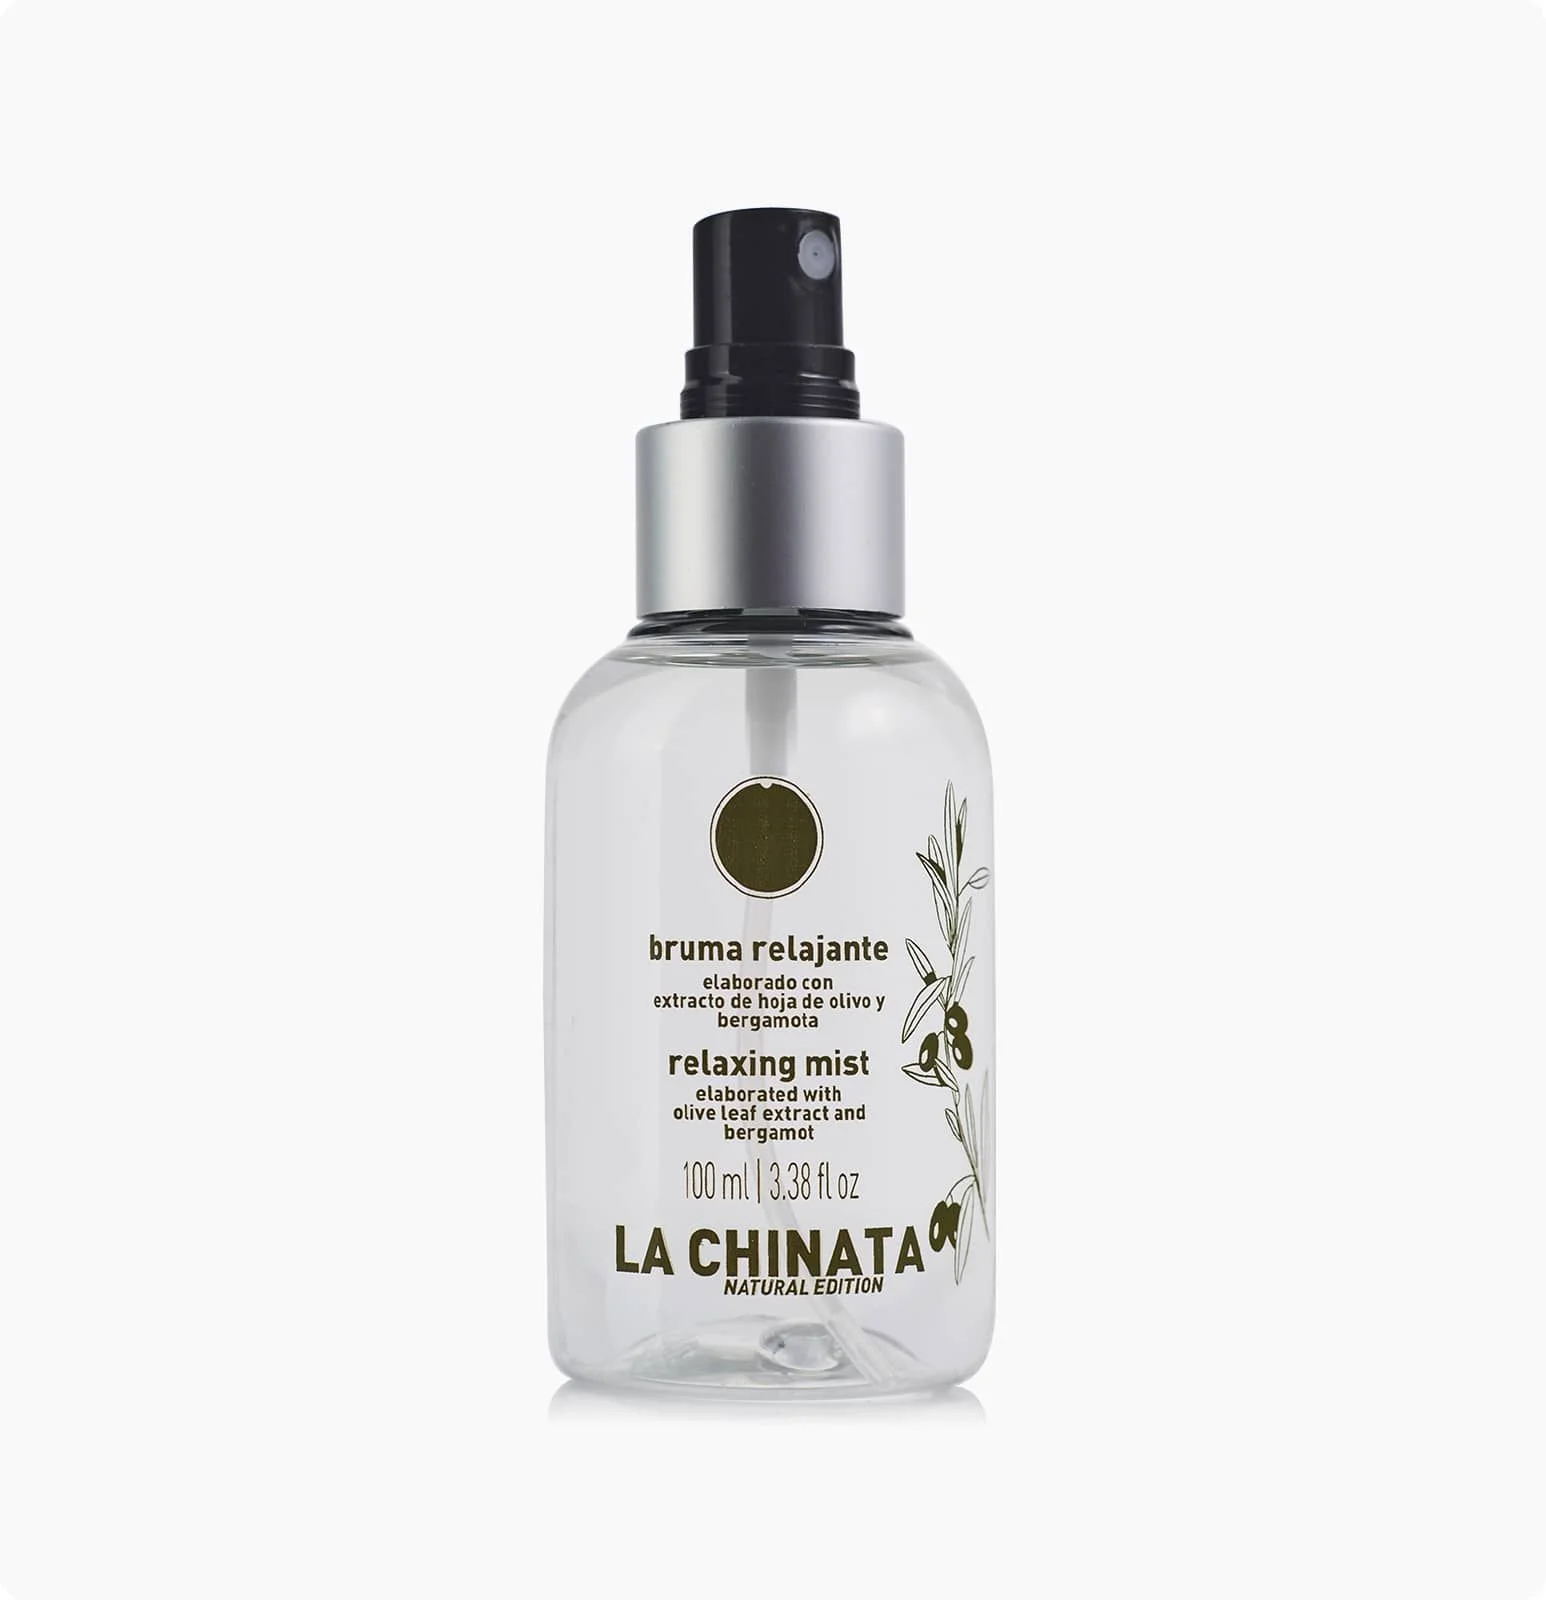 bruma relajante
elaborado con
extracto de hoja de olivo y
bergamota
relaxing mist
elaborated with
olive leaf extract and
bergamot
100 ml | 3.38 fl oz
LA CHINATA
NATURAL EDITION